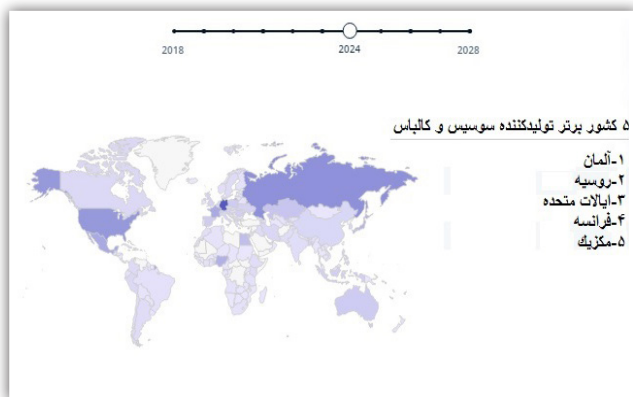 2018
2024
2028
۵ کشور برتر تولیدکننده سوسیس و کالباس
۱-آلمان
۲-روسیه
۳-ایالات متحده
۴-فرانسه
۵-مکزیك